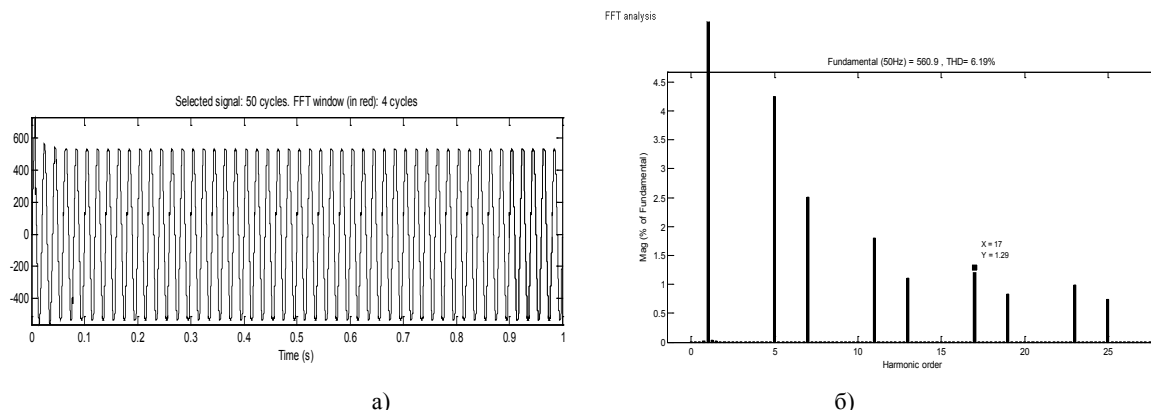 Selected signal: 50 cycles. FFT window (in red): 4 cycles
600
400
200
0
-200
-400
0 0.1 0.2 0.3 0.4 0.5 0.6 0.7 0.8 0.9 1
Time (s)
а)
FFT analysis
Fundamental (50Hz) = 560.9 , THD= 6.19%
4.5
4
3.5
3
2.5
2
1.5
1
0.5
0
Mag (% of Fundamental)
X = 17
Y = 1.29
0 5 10 15 20 25
Harmonic order
б)